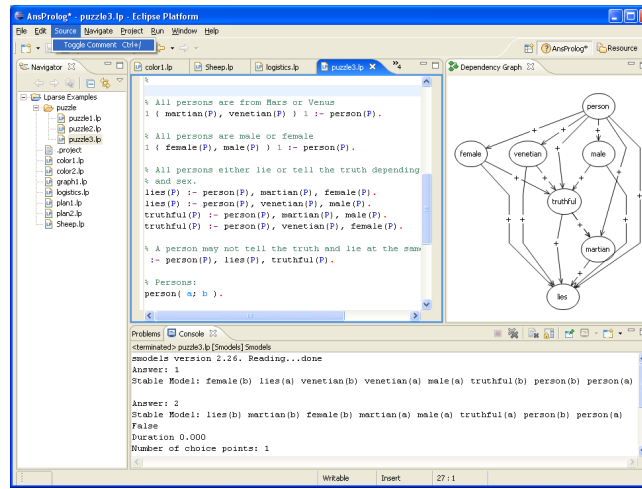 AnsProlog* - puzzle3.lp - Eclipse Platform
File Edit Source Navigate Project Run Window Help
Toggle Comment Ctrl+/
AnsProlog* Resource
Navigator
Lparse Examples
puzzle
puzzle1.lp
puzzle2.lp
puzzle3.lp
.project
color1.lp
color2.lp
graph1.lp
logistics.lp
plan1.lp
plan2.lp
Sheep.lp
color1.lp Sheep.lp logistics.lp puzzle3.lp »4
%
% All persons are from Mars or Venus
1 { martian(P), venetian(P) } 1 :- person(P).
% All persons are male or female
1 { female(P), male(P) } 1 :- person(P).
% All persons either lie or tell the truth depending
% and sex.
lies(P) :- person(P), martian(P), female(P).
lies(P) :- person(P), venetian(P), male(P).
truthful(P) :- person(P), martian(P), male(P).
truthful(P) :- person(P), venetian(P), female(P).
% A person may not tell the truth and lie at the same
:- person(P), lies(P), truthful(P).
% Persons:
person( a; b ).
Dependency Graph
person
female venetian male
truthful
martian
lies
+ + + + + + + + + + + +
Problems Console
<terminated> puzzle3.lp [Smodels] Smodels
smodels version 2.26. Reading...done
Answer: 1
Stable Model: female(b) lies(a) venetian(b) venetian(a) male(a) truthful(b) person(b) person(a)
Answer: 2
Stable Model: lies(b) martian(b) female(b) martian(a) male(a) truthful(a) person(b) person(a)
False
Duration 0.000
Number of choice points: 1
Writable Insert 27 : 1